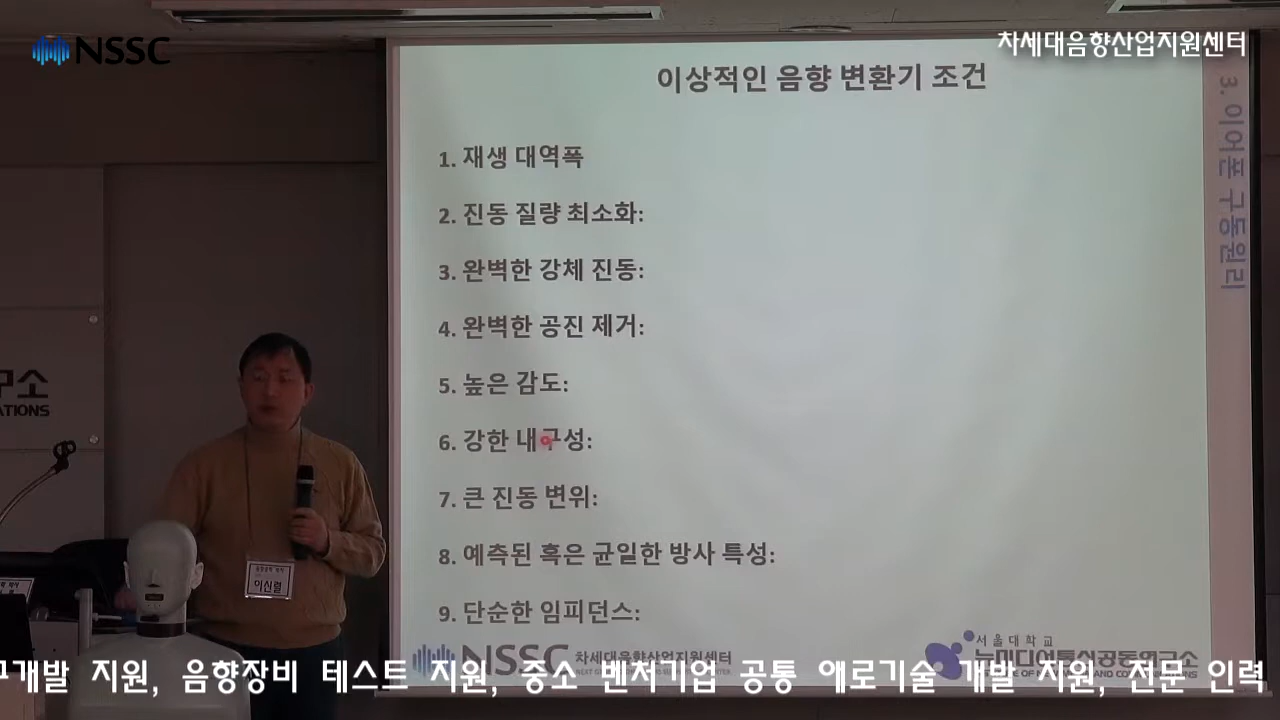 NSSC
차세대음향산업지원센터
이상적인 음향 변환기 조건
3. 이어폰 구동원리
1. 재생 대역폭
2. 진동 질량 최소화:
3. 완벽한 강체 진동:
4. 완벽한 공진 제거:
5. 높은 감도:
6. 강한 내구성:
7. 큰 진동 변위:
8. 예측된 혹은 균일한 방사 특성:
9. 단순한 임피던스:
구소
ATIONS
이신렬
NSSC 차세대음향산업지원센터
서울대학교
뉴미디어통신공동연구소
구개발 지원, 음향장비 테스트 지원, 중소 벤처기업 공통 애로기술 개발 지원, 전문 인력